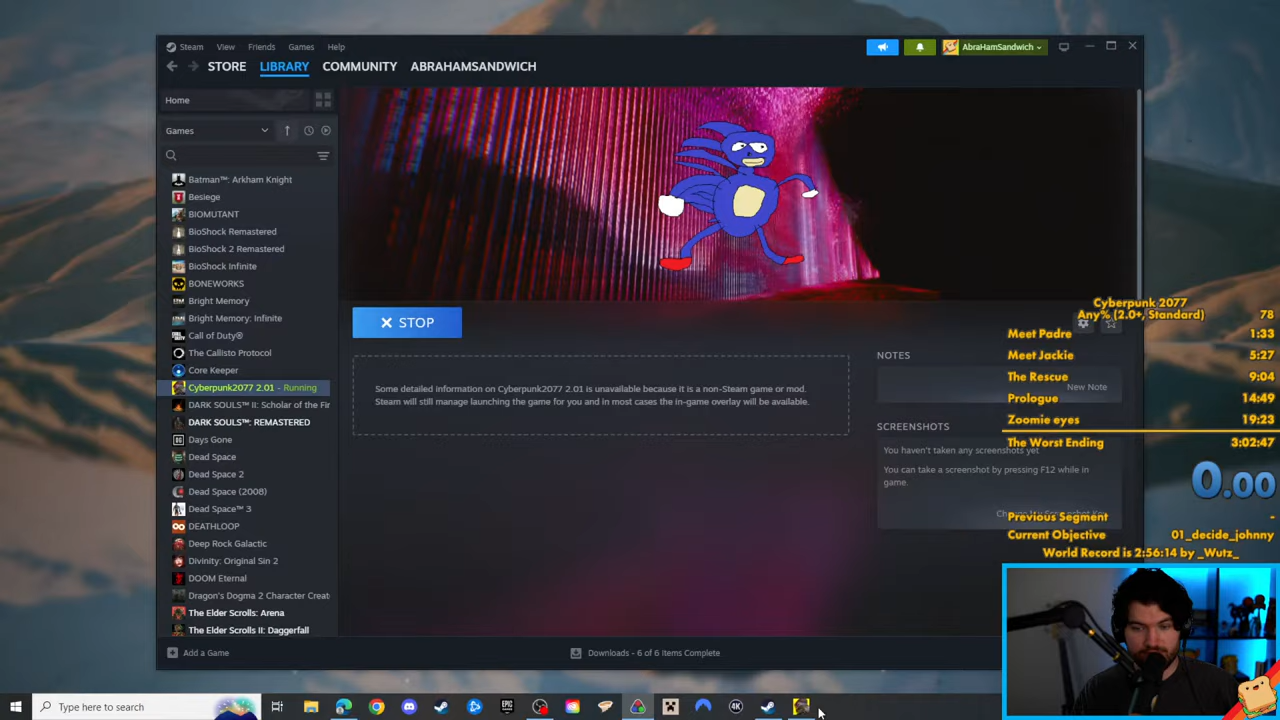 Steam View Friends Games Help
AbraHamSandwich
STORE LIBRARY COMMUNITY ABRAHAMSANDWICH
Home
Games
Batman™: Arkham Knight
Besiege
BIOMUTANT
BioShock Remastered
BioShock 2 Remastered
BioShock Infinite
BONEWORKS
Bright Memory
Bright Memory: Infinite
Call of Duty®
The Callisto Protocol
Core Keeper
Cyberpunk2077 2.01 - Running
DARK SOULS™ II: Scholar of the Fir
DARK SOULS™: REMASTERED
Days Gone
Dead Space
Dead Space 2
Dead Space (2008)
Dead Space™ 3
DEATHLOOP
Deep Rock Galactic
Divinity: Original Sin 2
DOOM Eternal
Dragon's Dogma 2 Character Creat
The Elder Scrolls: Arena
The Elder Scrolls II: Daggerfall
Add a Game
STOP
Some detailed information on Cyberpunk2077 2.01 is unavailable because it is a non-Steam game or mod.
Steam will still manage launching the game for you and in most cases the in-game overlay will be available.
NOTES
New Note
SCREENSHOTS
You haven't taken any screenshots yet
You can take a screenshot by pressing F12 while in
game.
Downloads - 6 of 6 Items Complete
Cyberpunk 2077
Any% (2.0+, Standard) 78
Meet Padre 1:33
Meet Jackie 5:27
The Rescue 9:04
Prologue 14:49
Zoomie eyes 19:23
The Worst Ending 3:02:47
0.00
Previous Segment -
Current Objective 01_decide_johnny
World Record is 2:56:14 by _Wutz_
Type here to search
EPIC
4K